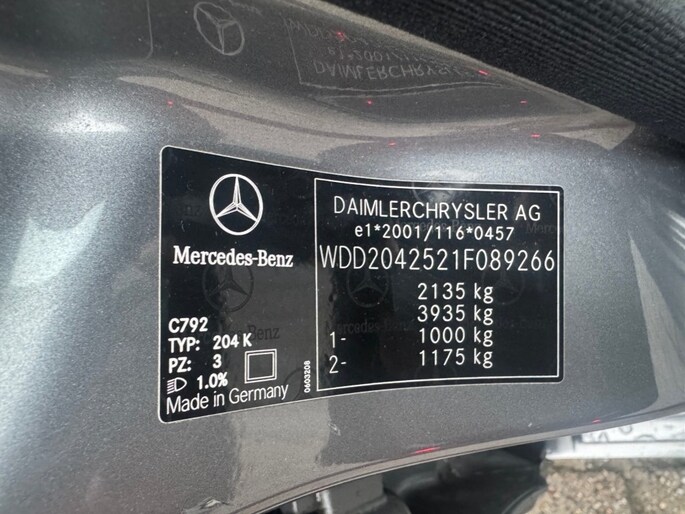 DAIMLERCHRYSLER AG
e1*2001/116*0457
Mercedes-Benz
WDD2042521F089266
2135 kg
3935 kg
1- 1000 kg
2- 1175 kg
C792
TYP: 204 K
PZ: 3
1.0%
Made in Germany
0603208